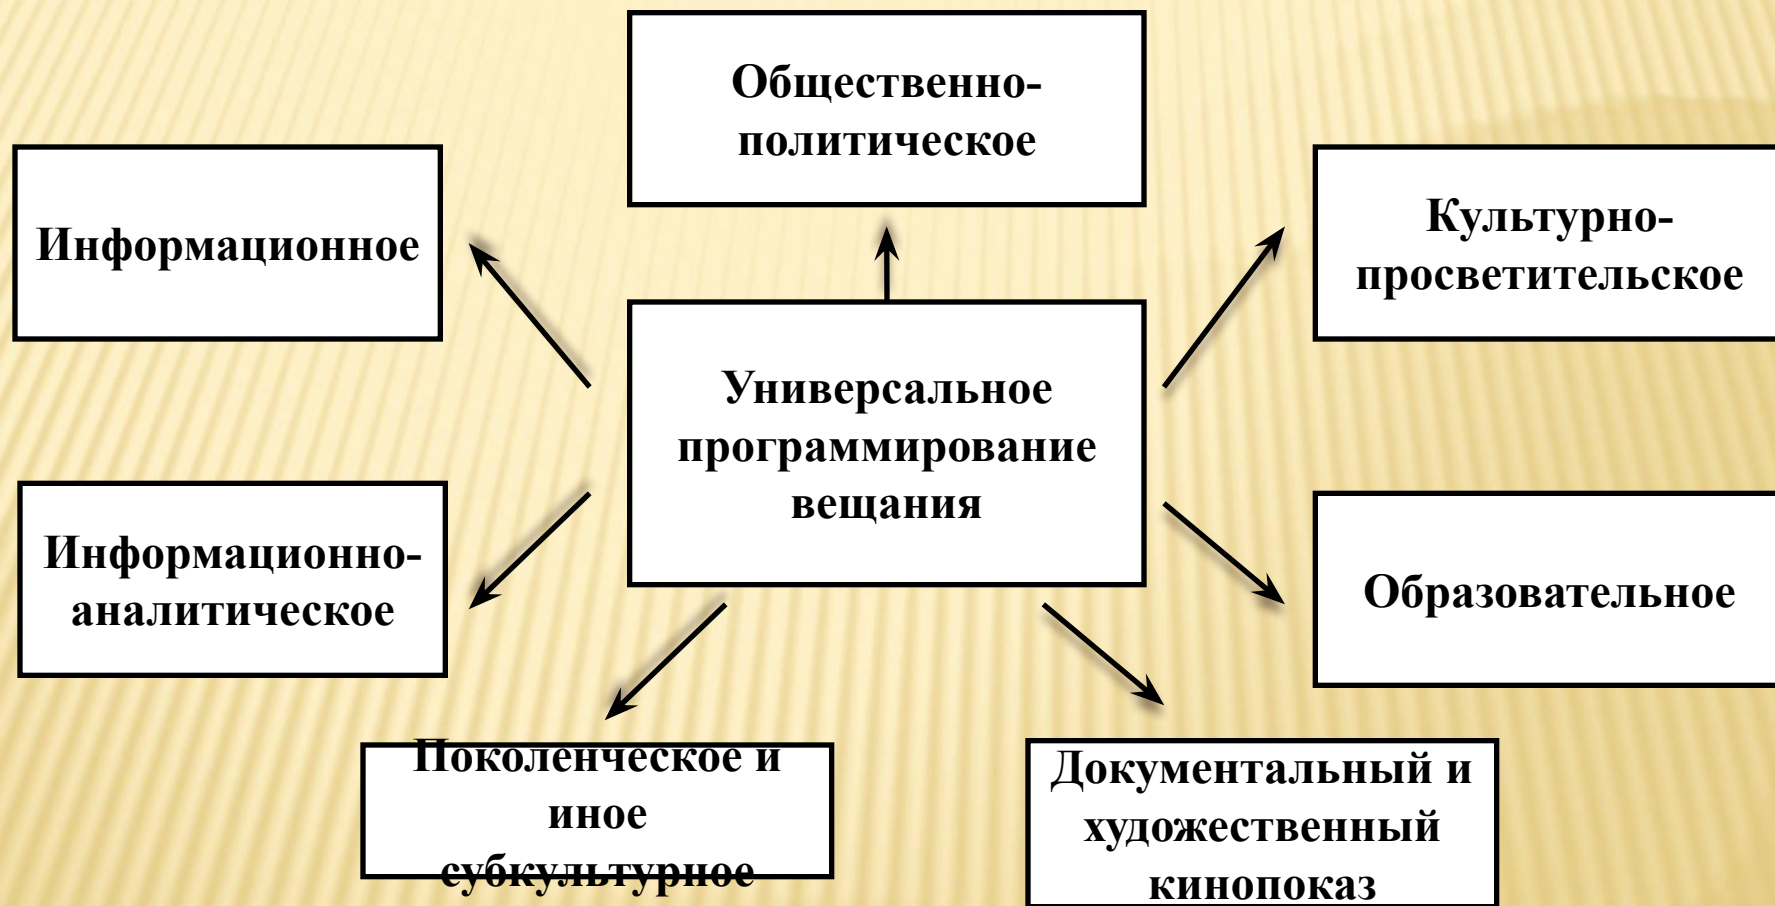 Общественно-
политическое
Информационное
Культурно-
просветительское
Универсальное
программирование
вещания
Информационно-
аналитическое
Образовательное
Поколенческое и
иное
субкультурное
Документальный и
художественный
кинопоказ